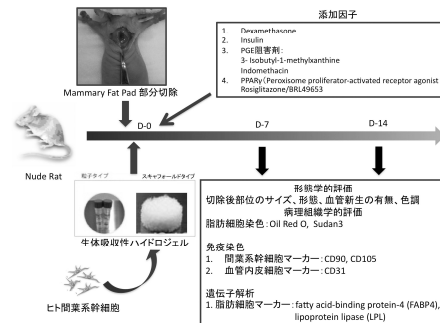 添加因子
1. Dexamethasone
2. Insulin
3. PGE阻害剤:
3- Isobutyl-1-methylxanthine
Indomethacin
4. PPARγ(Peroxisome proliferator-activated receptor agonist
Rosiglitazone/BRL49653
Mammary Fat Pad 部分切除
D-0
D-7
D-14
Nude Rat
粒子タイプ
スキャフォールドタイプ
生体吸収性ハイドロジェル
ヒト間葉系幹細胞
形態学的評価
切除後部位のサイズ、形態、血管新生の有無、色調
病理組織学的評価
脂肪細胞染色:Oil Red O, Sudan3
免疫染色
1. 間葉系幹細胞マーカー:CD90, CD105
2. 血管内皮細胞マーカー:CD31
遺伝子解析
1. 脂肪細胞マーカー: fatty acid-binding protein-4 (FABP4),
lipoprotein lipase (LPL)